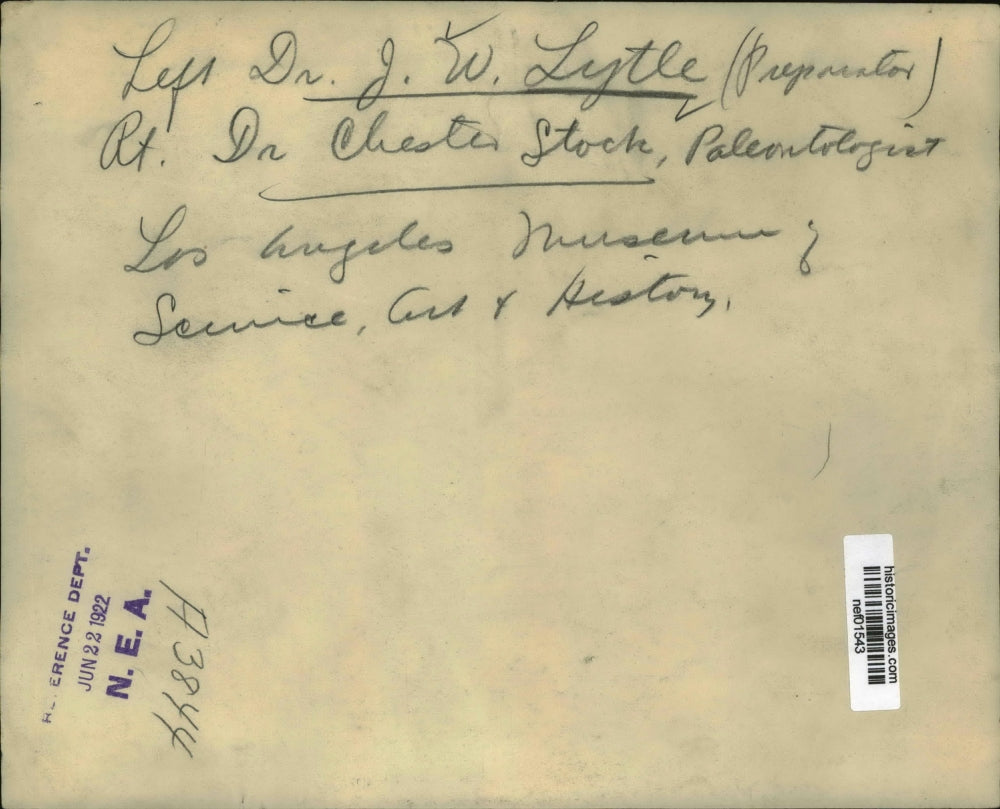 Left Dr. J. W. Lytle (Preparator)
Rt. Dr Chester Stock, Paleontologist
Los Angeles Museum of
Science, Art & History.
REFERENCE DEPT.
JUN 22 1922
N. E. A.
A3844
historicimages.com
nef01543